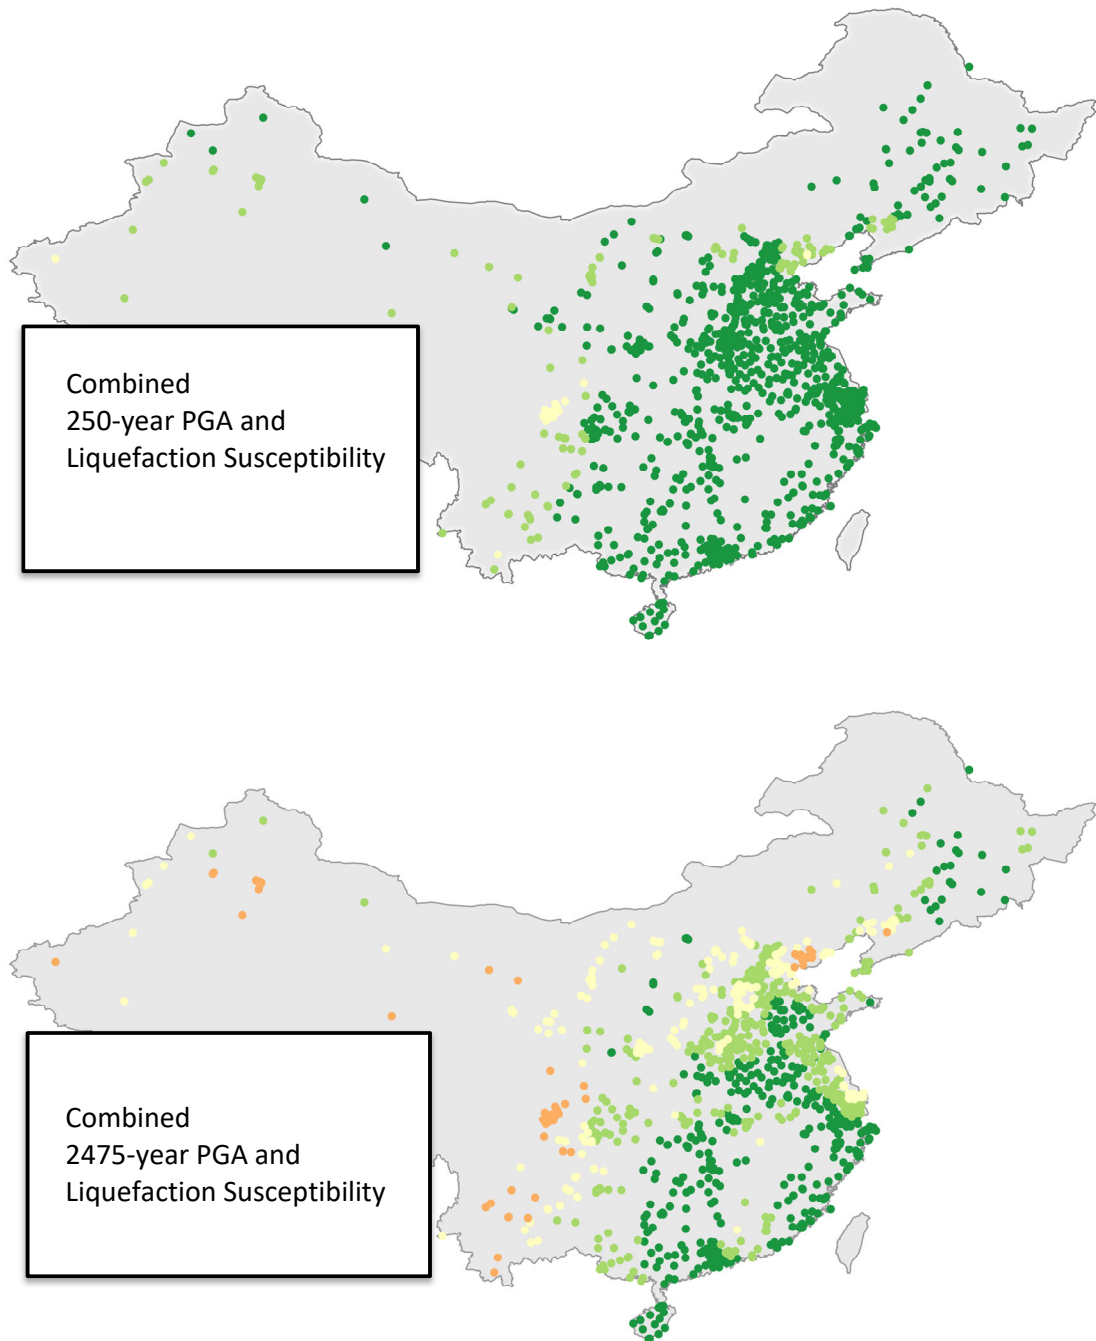 Combined
250-year PGA and
Liquefaction Susceptibility
Combined
2475-year PGA and
Liquefaction Susceptibility